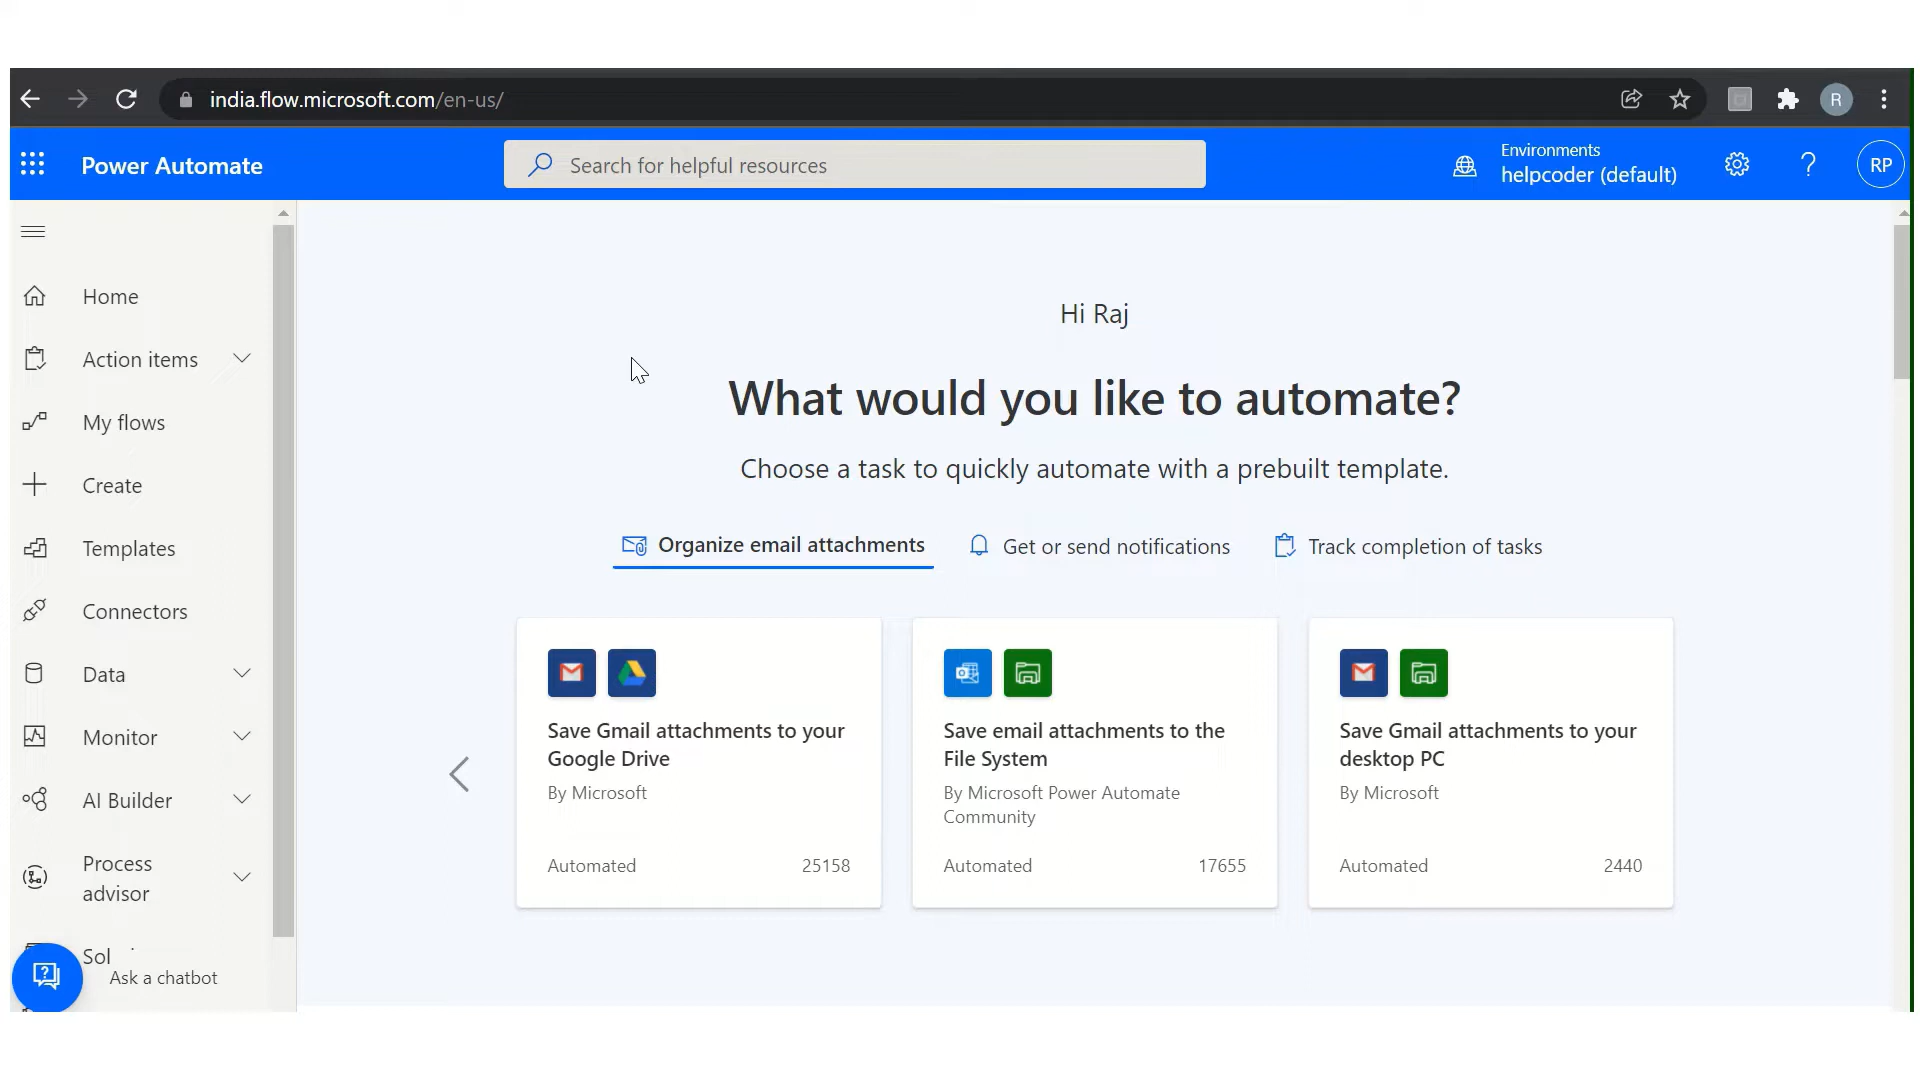 india.flow.microsoft.com/en-us/
R
Power Automate
Search for helpful resources
Environments
helpcoder (default)
?
RP
Home
Action items
My flows
Create
Templates
Connectors
Data
Monitor
AI Builder
Process
advisor
Sol
Ask a chatbot
Hi Raj
What would you like to automate?
Choose a task to quickly automate with a prebuilt template.
Organize email attachments
Get or send notifications
Track completion of tasks
Save Gmail attachments to your
Google Drive
By Microsoft
Automated 25158
Save email attachments to the
File System
By Microsoft Power Automate
Community
Automated 17655
Save Gmail attachments to your
desktop PC
By Microsoft
Automated 2440